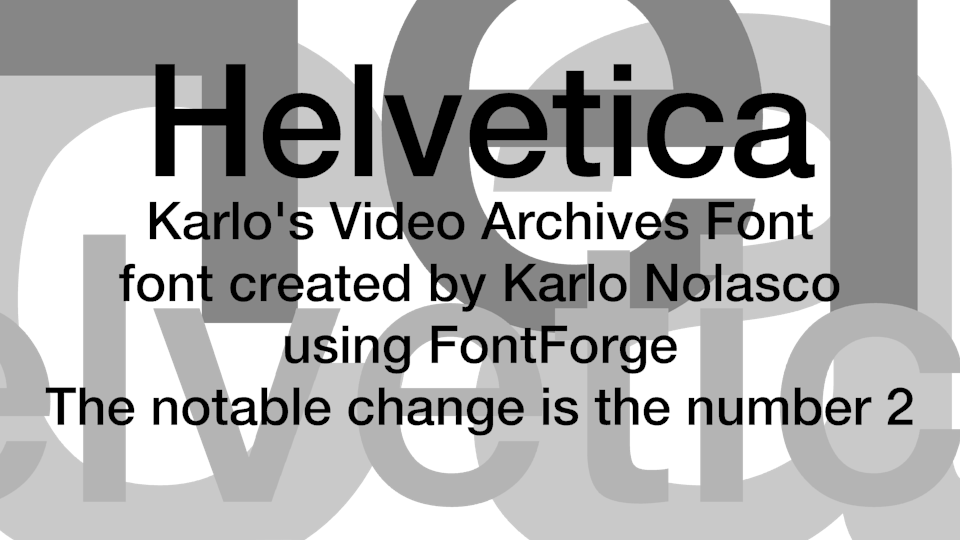 Helvetica
Karlo's Video Archives Font
font created by Karlo Nolasco
using FontForge
The notable change is the number 2
elvetic